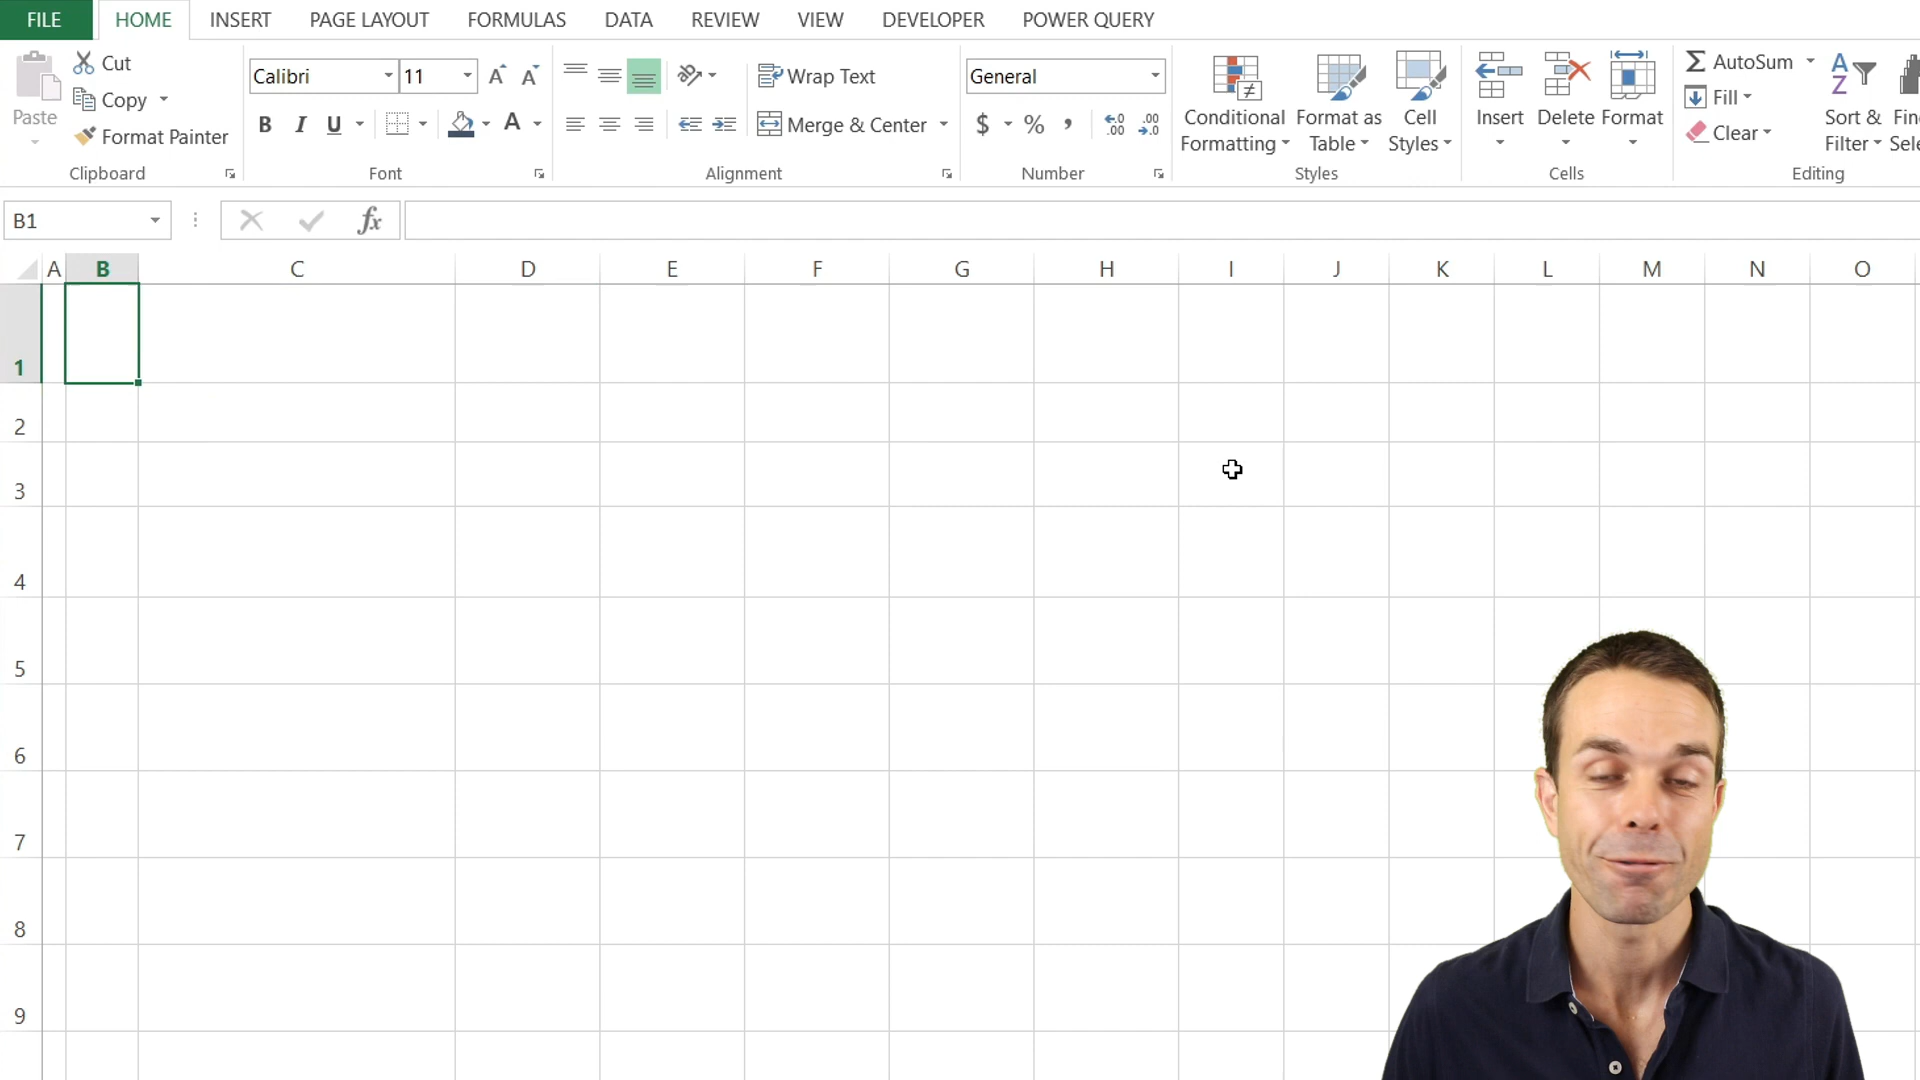 FILE HOME INSERT PAGE LAYOUT FORMULAS DATA REVIEW VIEW DEVELOPER POWER QUERY
Paste
Cut
Copy
Format Painter
Clipboard
Calibri 11
B I U A
Font
Wrap Text
Merge & Center
Alignment
General
$ % ,
Number
Conditional
Formatting
Format as
Table
Cell
Styles
Styles
Insert
Delete
Format
Cells
AutoSum
Fill
Clear
Sort &
Filter
Editing
B1
fx
A B C D E F G H I J K L M N O
1
2
3
4
5
6
7
8
9